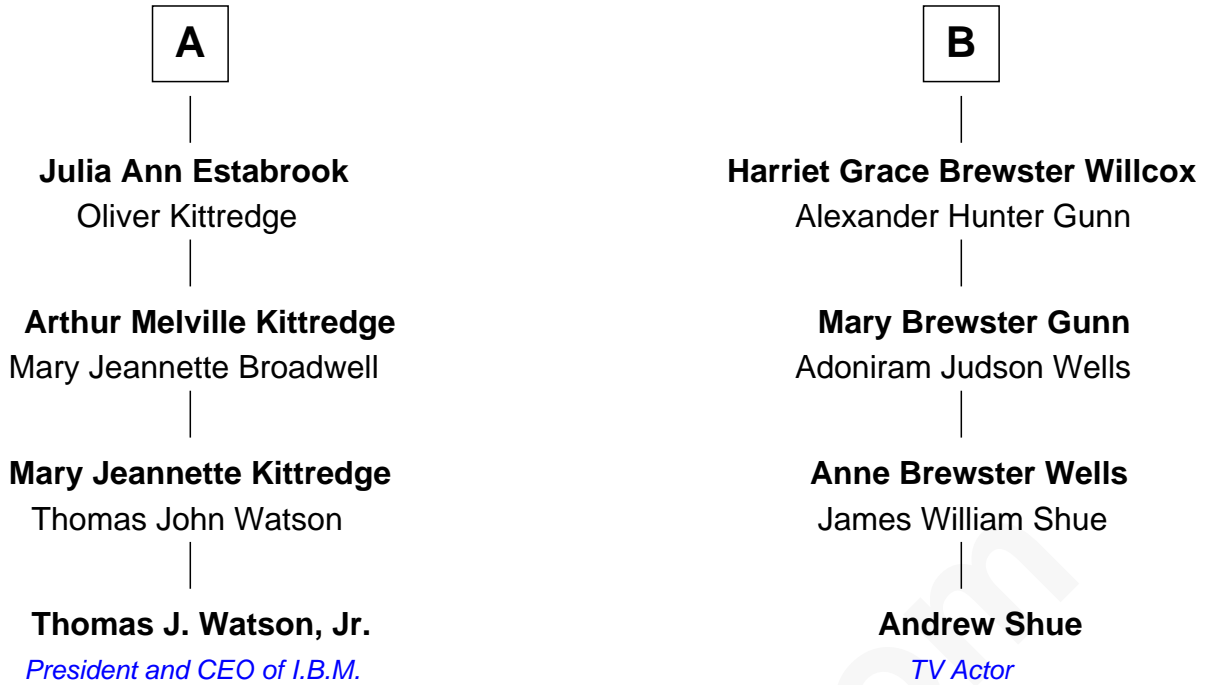 A
Julia Ann Estabrook
Oliver Kittredge
Arthur Melville Kittredge
Mary Jeannette Broadwell
Mary Jeannette Kittredge
Thomas John Watson
Thomas J. Watson, Jr.
President and CEO of I.B.M.
B
Harriet Grace Brewster Willcox
Alexander Hunter Gunn
Mary Brewster Gunn
Adoniram Judson Wells
Anne Brewster Wells
James William Shue
Andrew Shue
TV Actor